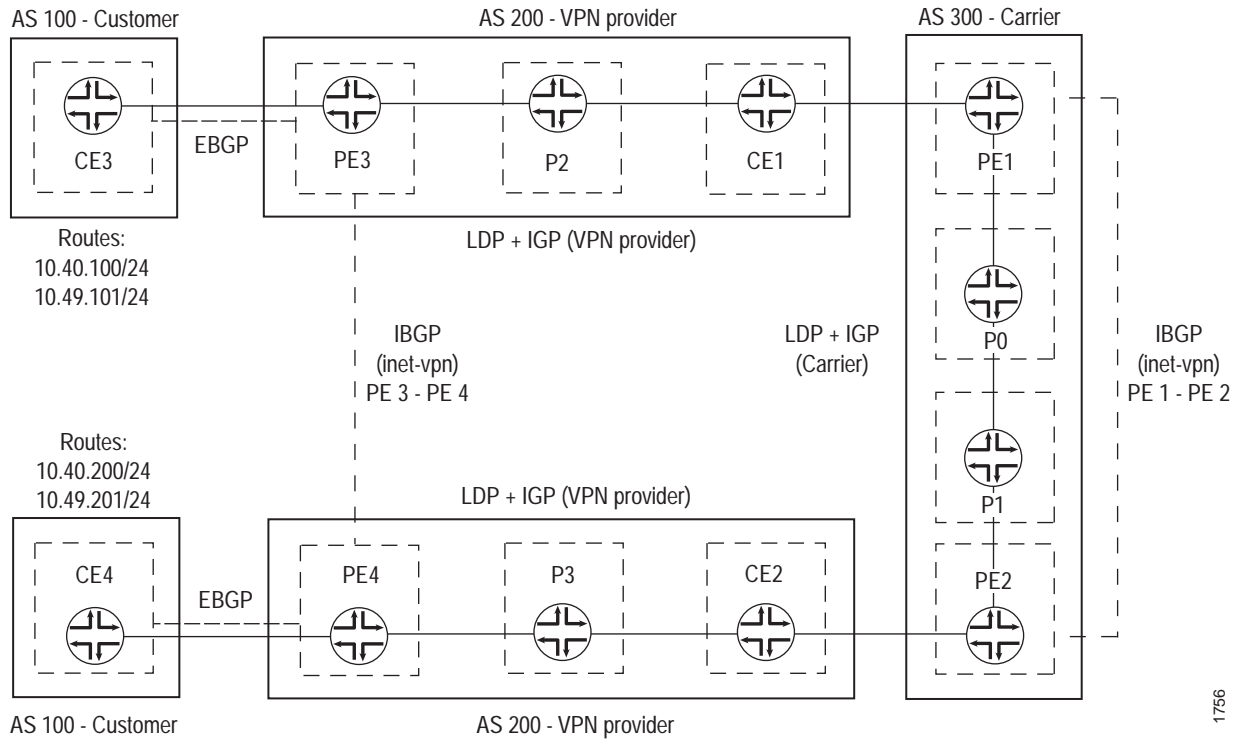 AS 100 - Customer
AS 200 - VPN provider
AS 300 - Carrier
CE3
EBGP
PE3
P2
CE1
PE1
Routes:
10.40.100/24
10.49.101/24
LDP + IGP (VPN provider)
P0
IBGP
(inet-vpn)
PE 3 - PE 4
LDP + IGP
(Carrier)
IBGP
(inet-vpn)
PE 1 - PE 2
Routes:
10.40.200/24
10.49.201/24
LDP + IGP (VPN provider)
P1
CE4
EBGP
PE4
P3
CE2
PE2
AS 100 - Customer
AS 200 - VPN provider
1756